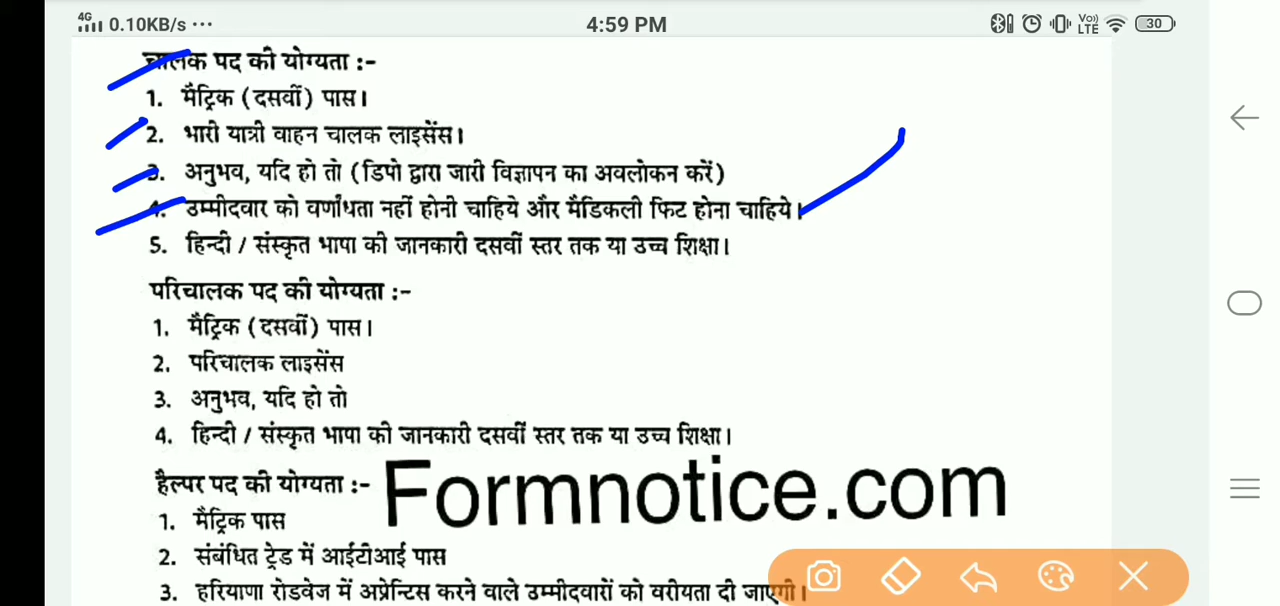 4G 0.10KB/s ··· 4:59 PM Vo)) LTE 30
चालक पद की योग्यता :-
1. मैट्रिक (दसवीं) पास।
2. भारी यात्री वाहन चालक लाइसेंस।
3. अनुभव, यदि हो तो (डिपो द्वारा जारी विज्ञापन का अवलोकन करें)
4. उम्मीदवार को वर्णांधता नहीं होनी चाहिये और मैडिकली फिट होना चाहिये।
5. हिन्दी / संस्कृत भाषा की जानकारी दसवीं स्तर तक या उच्च शिक्षा।
परिचालक पद की योग्यता :-
1. मैट्रिक (दसवीं) पास।
2. परिचालक लाइसेंस
3. अनुभव, यदि हो तो
4. हिन्दी / संस्कृत भाषा की जानकारी दसवीं स्तर तक या उच्च शिक्षा।
हैल्पर पद की योग्यता :-
Formnotice.com
1. मैट्रिक पास
2. संबंधित ट्रेड में आईटीआई पास
3. हरियाणा रोडवेज में अप्रेन्टिस करने वाले उम्मीदवारों को वरीयता दी जाएगी।